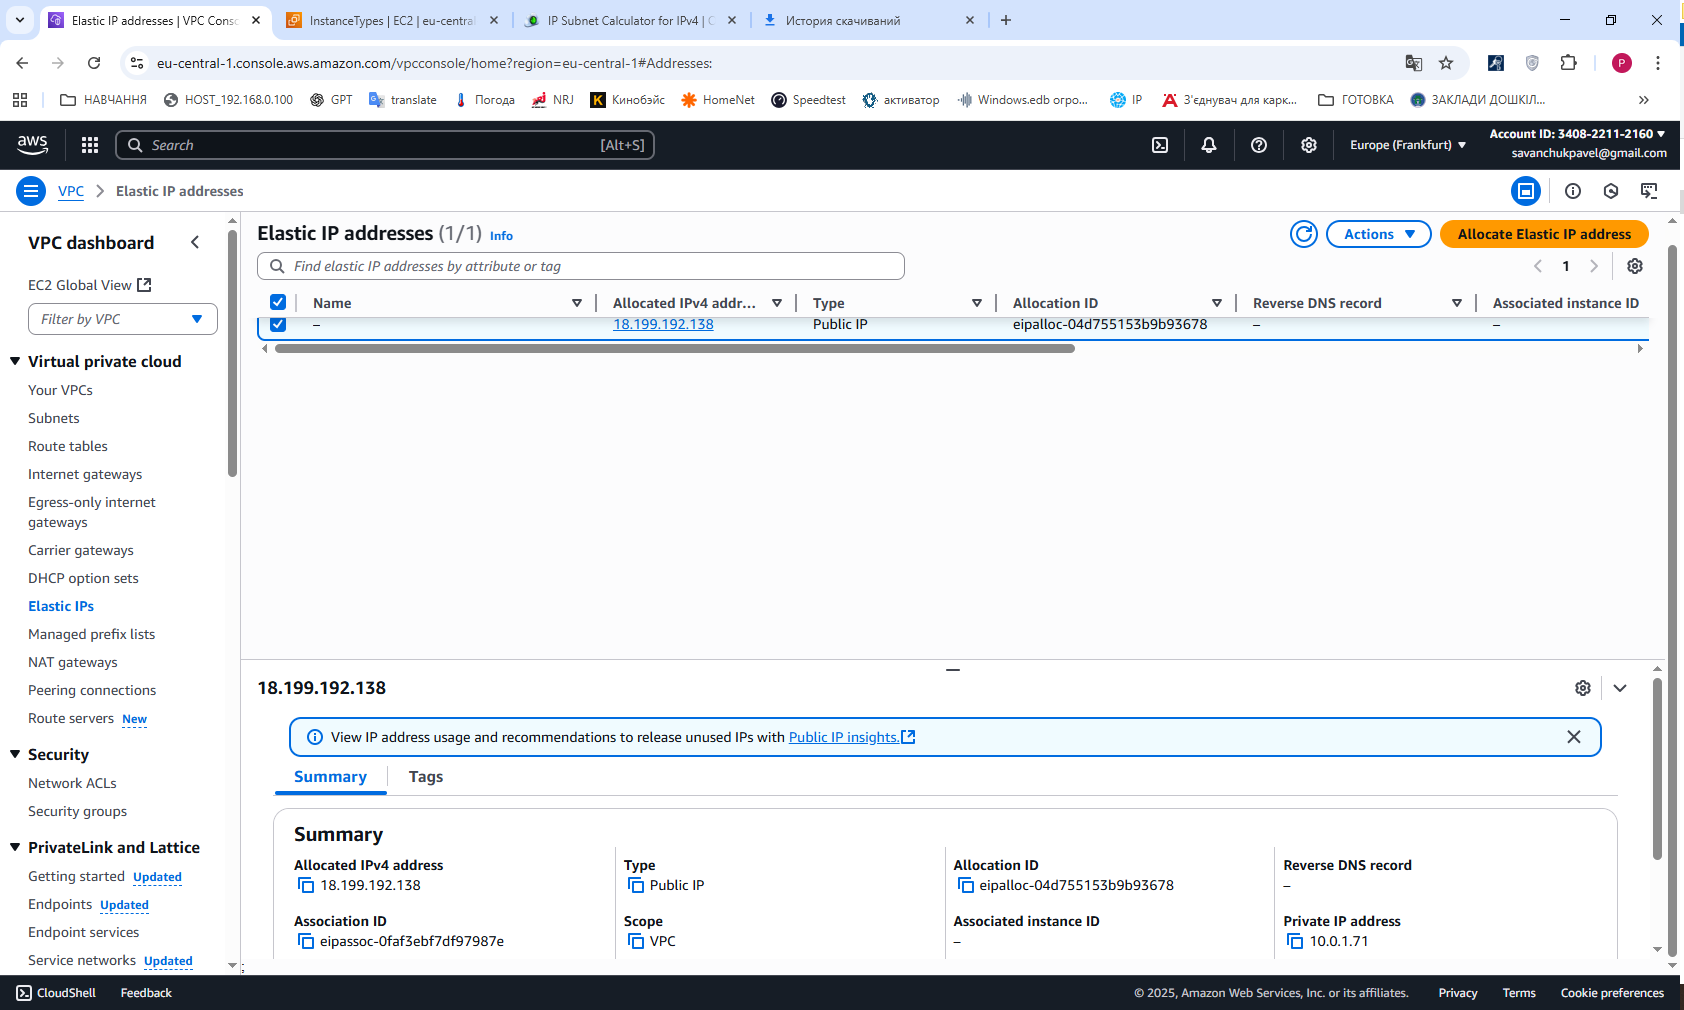 Elastic IP addresses | VPC Cons
InstanceTypes | EC2 | eu-central
IP Subnet Calculator for IPv4 | C
История скачиваний
eu-central-1.console.aws.amazon.com/vpcconsole/home?region=eu-central-1#Addresses:
P
НАВЧАННЯ
HOST_192.168.0.100
GPT
translate
Погода
NRJ
Кинобэйс
HomeNet
Speedtest
активатор
Windows.edb огро...
IP
З'єднувач для карк...
ГОТОВКА
ЗАКЛАДИ ДОШКІЛ...
aws
Search
[Alt+S]
Europe (Frankfurt)
Account ID: 3408-2211-2160
savanchukpavel@gmail.com
VPC
Elastic IP addresses
VPC dashboard
EC2 Global View
Filter by VPC
Virtual private cloud
Your VPCs
Subnets
Route tables
Internet gateways
Egress-only internet
gateways
Carrier gateways
DHCP option sets
Elastic IPs
Managed prefix lists
NAT gateways
Peering connections
Route servers New
Security
Network ACLs
Security groups
PrivateLink and Lattice
Getting started Updated
Endpoints Updated
Endpoint services
Service networks Updated
Elastic IP addresses (1/1) Info
Actions
Allocate Elastic IP address
Find elastic IP addresses by attribute or tag
1
Name
Allocated IPv4 addr...
Type
Allocation ID
Reverse DNS record
Associated instance ID
–
18.199.192.138
Public IP
eipalloc-04d755153b9b93678
–
–
18.199.192.138
View IP address usage and recommendations to release unused IPs with Public IP insights.
Summary
Tags
Summary
Allocated IPv4 address
18.199.192.138
Type
Public IP
Allocation ID
eipalloc-04d755153b9b93678
Reverse DNS record
–
Association ID
eipassoc-0faf3ebf7df97987e
Scope
VPC
Associated instance ID
–
Private IP address
10.0.1.71
CloudShell
Feedback
© 2025, Amazon Web Services, Inc. or its affiliates.
Privacy
Terms
Cookie preferences